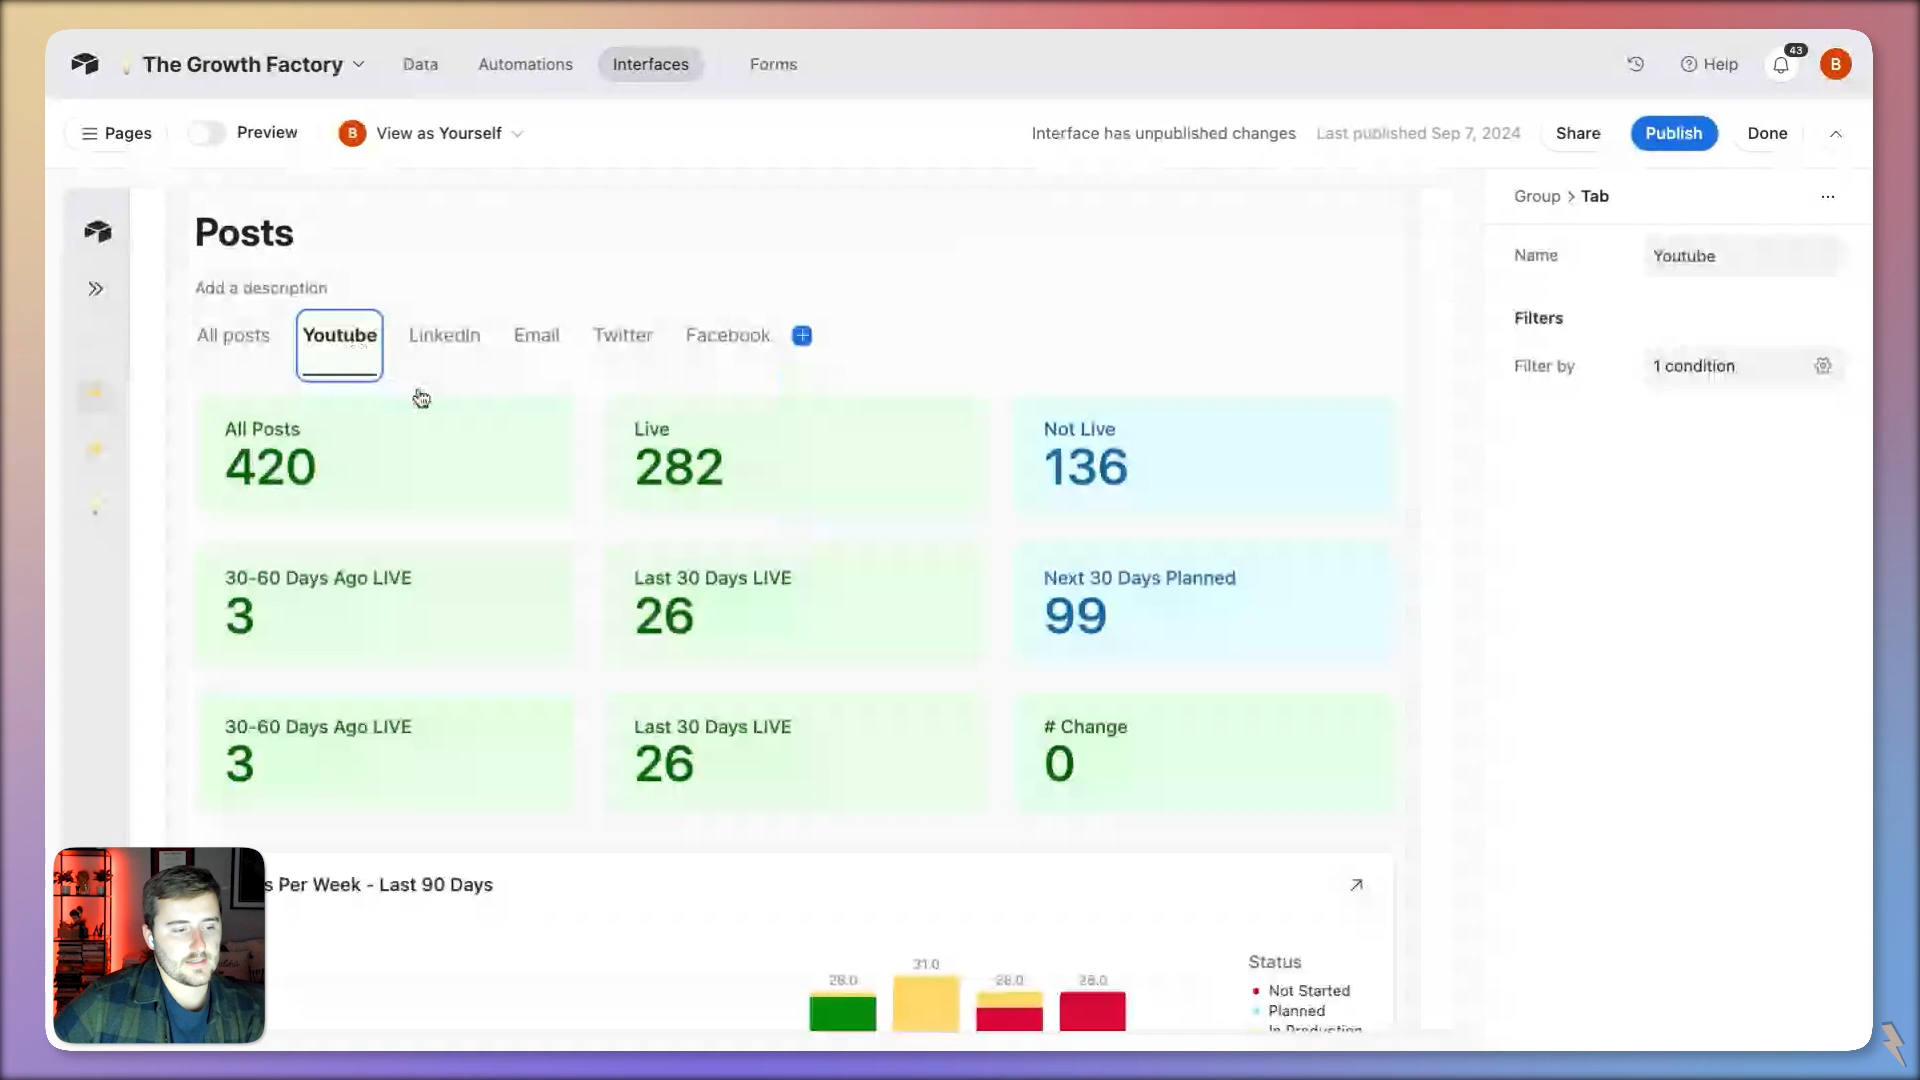 The Growth Factory
Data
Automations
Interfaces
Forms
Help
43
B
Pages
Preview
B
View as Yourself
Interface has unpublished changes
Last published Sep 7, 2024
Share
Publish
Done
Posts
Add a description
All posts
Youtube
LinkedIn
Email
Twitter
Facebook
Group > Tab
Name
Youtube
Filters
Filter by
1 condition
All Posts
420
Live
282
Not Live
136
30-60 Days Ago LIVE
3
Last 30 Days LIVE
26
Next 30 Days Planned
99
30-60 Days Ago LIVE
3
Last 30 Days LIVE
26
# Change
0
s Per Week - Last 90 Days
28.0
31.0
28.0
28.0
Status
Not Started
Planned
In Production